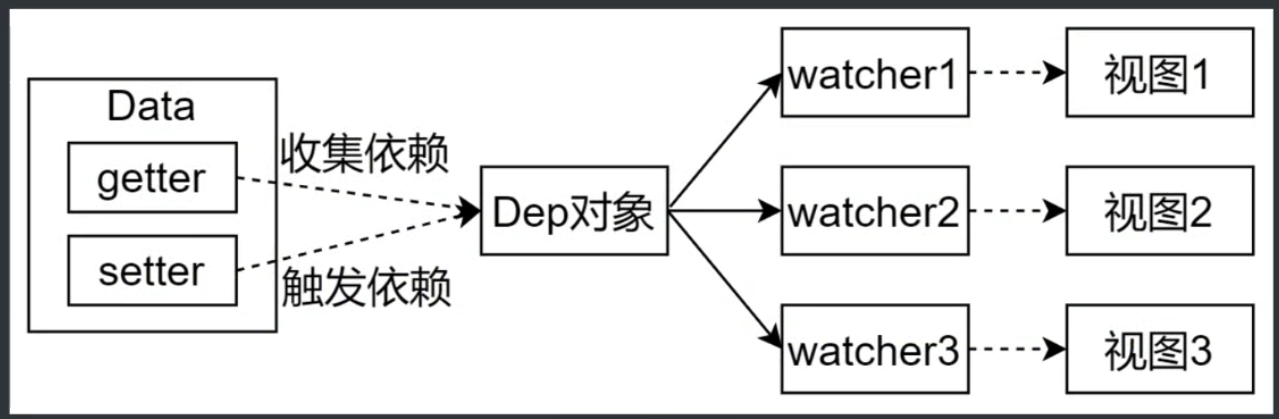 Data
getter
setter
收集依赖
触发依赖
Dep对象
watcher1
视图1
watcher2
视图2
watcher3
视图3